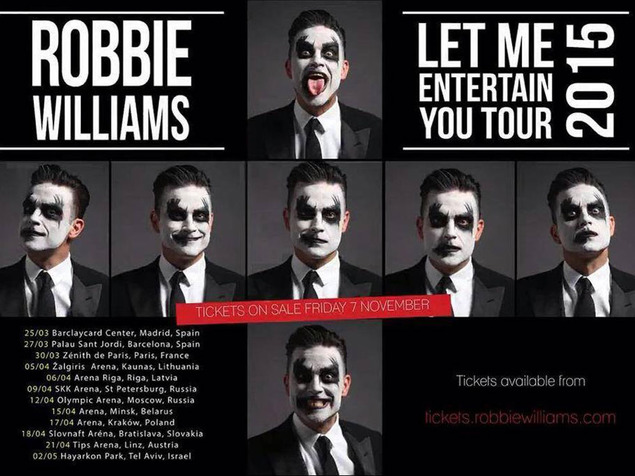 ROBBIE
WILLIAMS
LET ME
ENTERTAIN
YOU TOUR
2015
TICKETS ON SALE FRIDAY 7 NOVEMBER
25/03 Barclaycard Center, Madrid, Spain
27/03 Palau Sant Jordi, Barcelona, Spain
30/03 Zénith de Paris, Paris, France
05/04 Žalgiris Arena, Kaunas, Lithuania
06/04 Arena Riga, Riga, Latvia
09/04 SKK Arena, St Petersburg, Russia
12/04 Olympic Arena, Moscow, Russia
15/04 Arena, Minsk, Belarus
17/04 Arena, Kraków, Poland
18/04 Slovnaft Aréna, Bratislava, Slovakia
21/04 Tips Arena, Linz, Austria
02/05 Hayarkon Park, Tel Aviv, Israel
Tickets available from
tickets.robbiewilliams.com